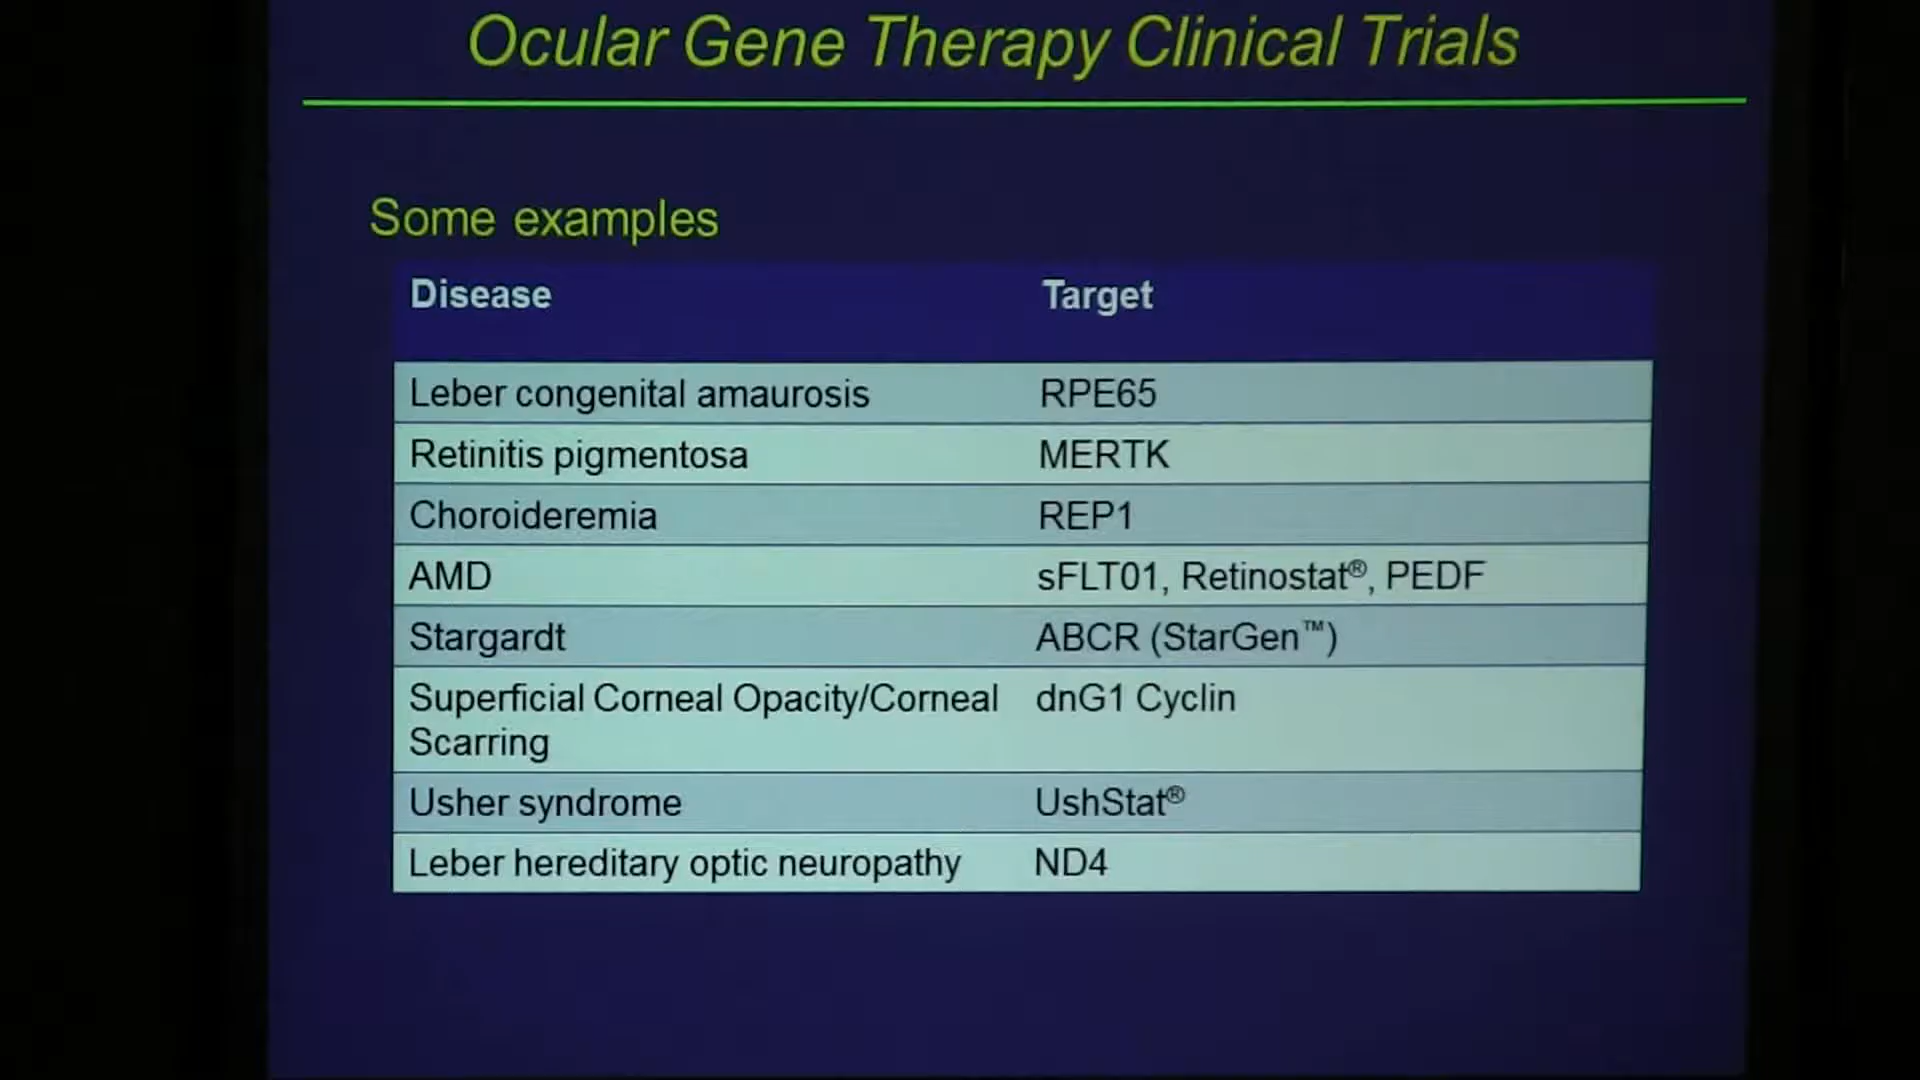 Ocular Gene Therapy Clinical Trials
Some examples
Disease Target
Leber congenital amaurosis RPE65
Retinitis pigmentosa MERTK
Choroideremia REP1
AMD sFLT01, Retinostat®, PEDF
Stargardt ABCR (StarGen™)
Superficial Corneal Opacity/Corneal dnG1 Cyclin
Scarring
Usher syndrome UshStat®
Leber hereditary optic neuropathy ND4